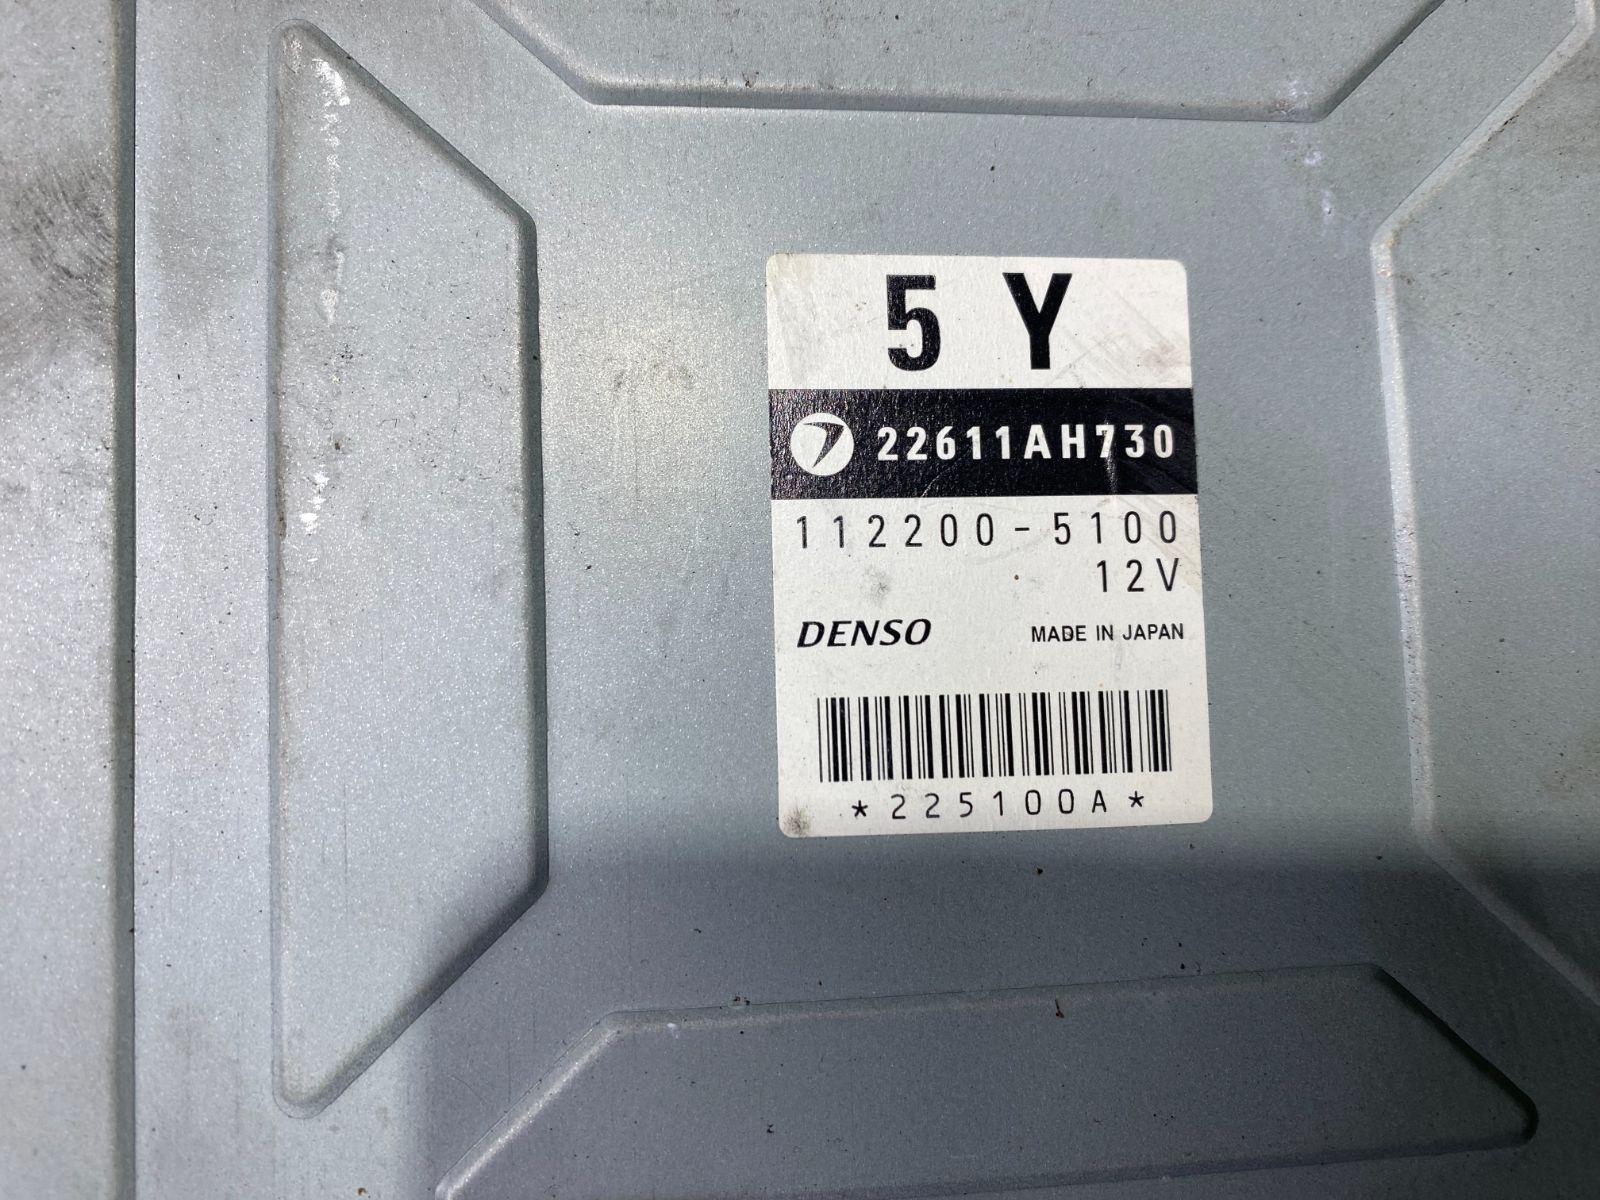 5 Y
22611AH730
112200-5100
12V
DENSO MADE IN JAPAN
*225100A*